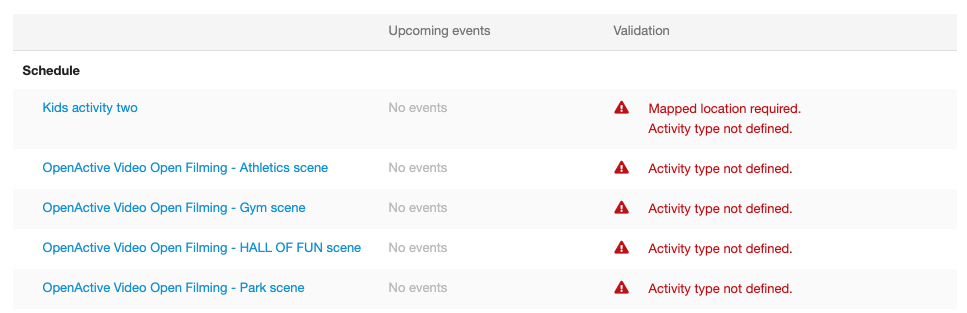 Upcoming events Validation
Schedule
Kids activity two No events Mapped location required.
Activity type not defined.
OpenActive Video Open Filming - Athletics scene No events Activity type not defined.
OpenActive Video Open Filming - Gym scene No events Activity type not defined.
OpenActive Video Open Filming - HALL OF FUN scene No events Activity type not defined.
OpenActive Video Open Filming - Park scene No events Activity type not defined.